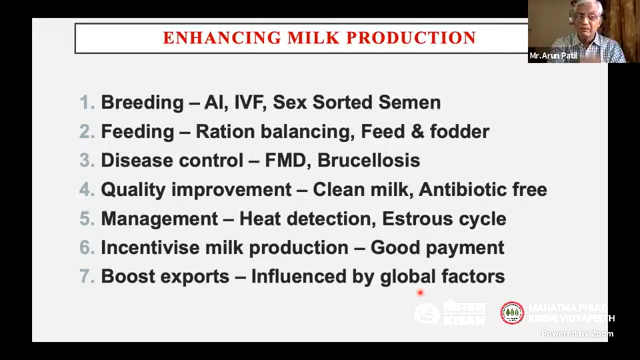 ENHANCING MILK PRODUCTION
Mr. Arun Patil
1. Breeding – AI, IVF, Sex Sorted Semen
2. Feeding – Ration balancing, Feed & fodder
3. Disease control – FMD, Brucellosis
4. Quality improvement – Clean milk, Antibiotic free
5. Management – Heat detection, Estrous cycle
6. Incentivise milk production – Good payment
7. Boost exports – Influenced by global factors
किसान
KISAN
MAHATMA PHULE
KRISHI VIDYAPEETH
Powered by Zoom